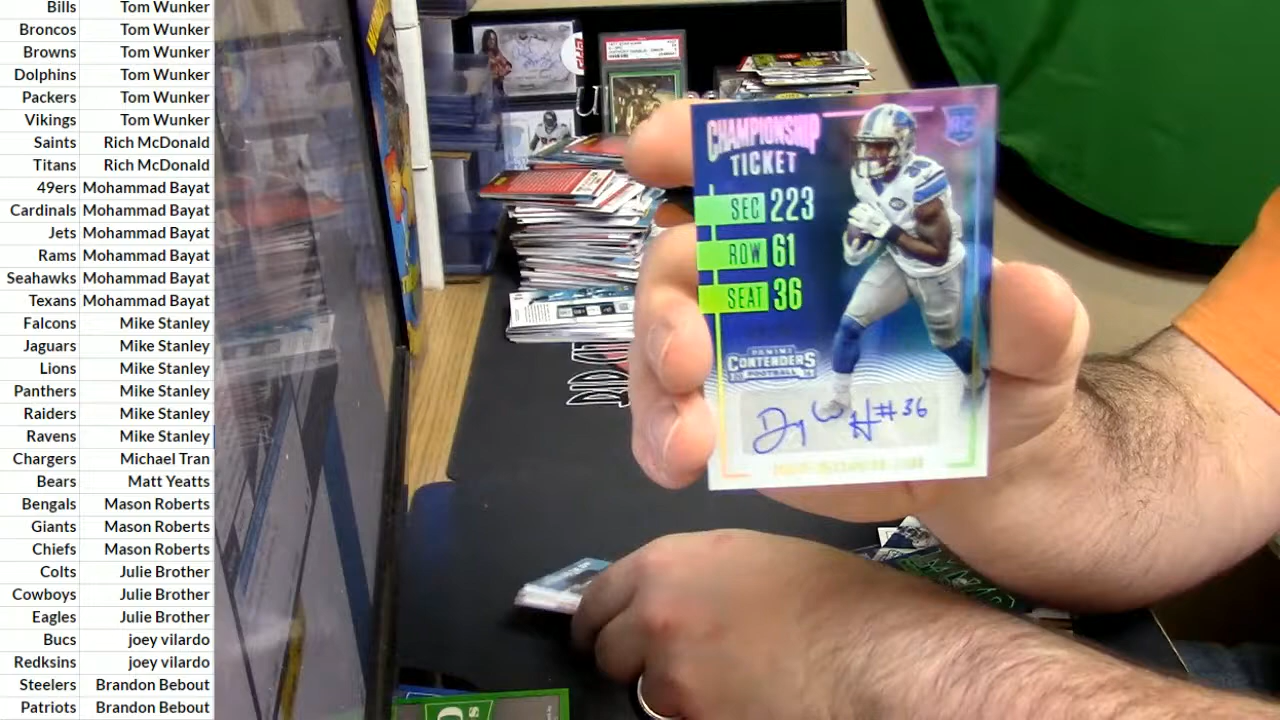 Bills Tom Wunker
Broncos Tom Wunker
Browns Tom Wunker
Dolphins Tom Wunker
Packers Tom Wunker
Vikings Tom Wunker
Saints Rich McDonald
Titans Rich McDonald
49ers Mohammad Bayat
Cardinals Mohammad Bayat
Jets Mohammad Bayat
Rams Mohammad Bayat
Seahawks Mohammad Bayat
Texans Mohammad Bayat
Falcons Mike Stanley
Jaguars Mike Stanley
Lions Mike Stanley
Panthers Mike Stanley
Raiders Mike Stanley
Ravens Mike Stanley
Chargers Michael Tran
Bears Matt Yeatts
Bengals Mason Roberts
Giants Mason Roberts
Chiefs Mason Roberts
Colts Julie Brother
Cowboys Julie Brother
Eagles Julie Brother
Bucs joey vilardo
Redksins joey vilardo
Steelers Brandon Bebout
Patriots Brandon Bebout
CHAMPIONSHIP
TICKET
RC
SEC 223
ROW 61
SEAT 36
PANINI
CONTENDERS
FOOTBALL
#36